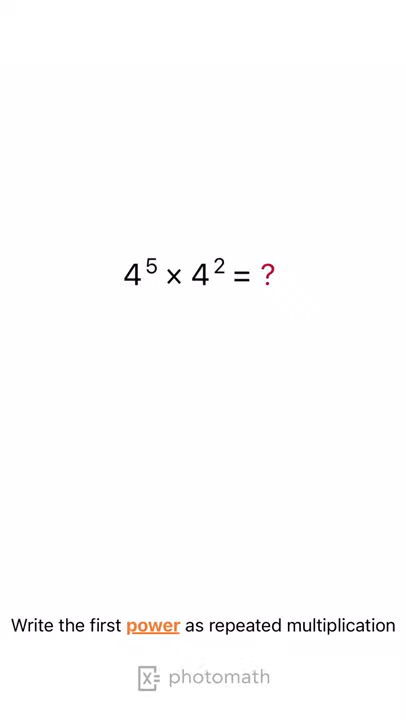 4⁵ × 4² = ?
Write the first power as repeated multiplication
photomath